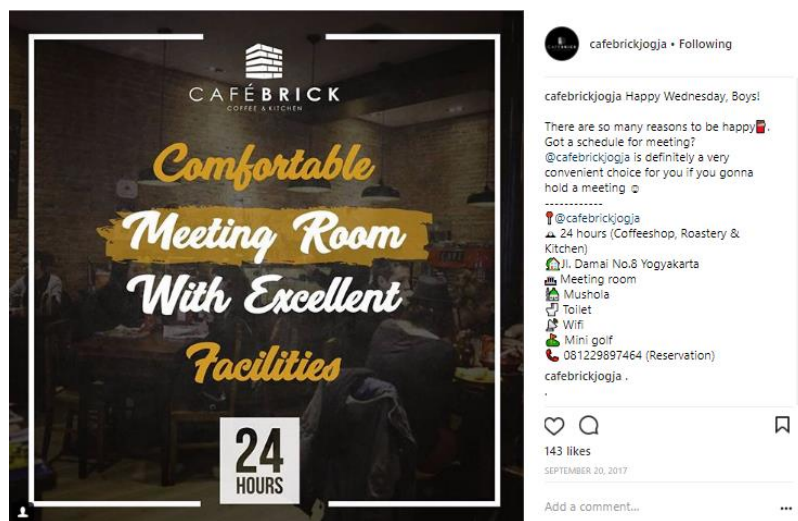 CAFÉBRICK
COFFEE & KITCHEN
Comfortable
Meeting Room
With Excellent
Facilities
24
HOURS
cafebrickjogja • Following
cafebrickjogja Happy Wednesday, Boys!
There are so many reasons to be happy.
Got a schedule for meeting?
@cafebrickjogja is definitely a very
convenient choice for you if you gonna
hold a meeting ☺
------------
@cafebrickjogja
24 hours (Coffeeshop, Roastery &
Kitchen)
Jl. Damai No.8 Yogyakarta
Meeting room
Mushola
Toilet
Wifi
Mini golf
081229897464 (Reservation)
cafebrickjogja .
.
143 likes
SEPTEMBER 20, 2017
Add a comment...